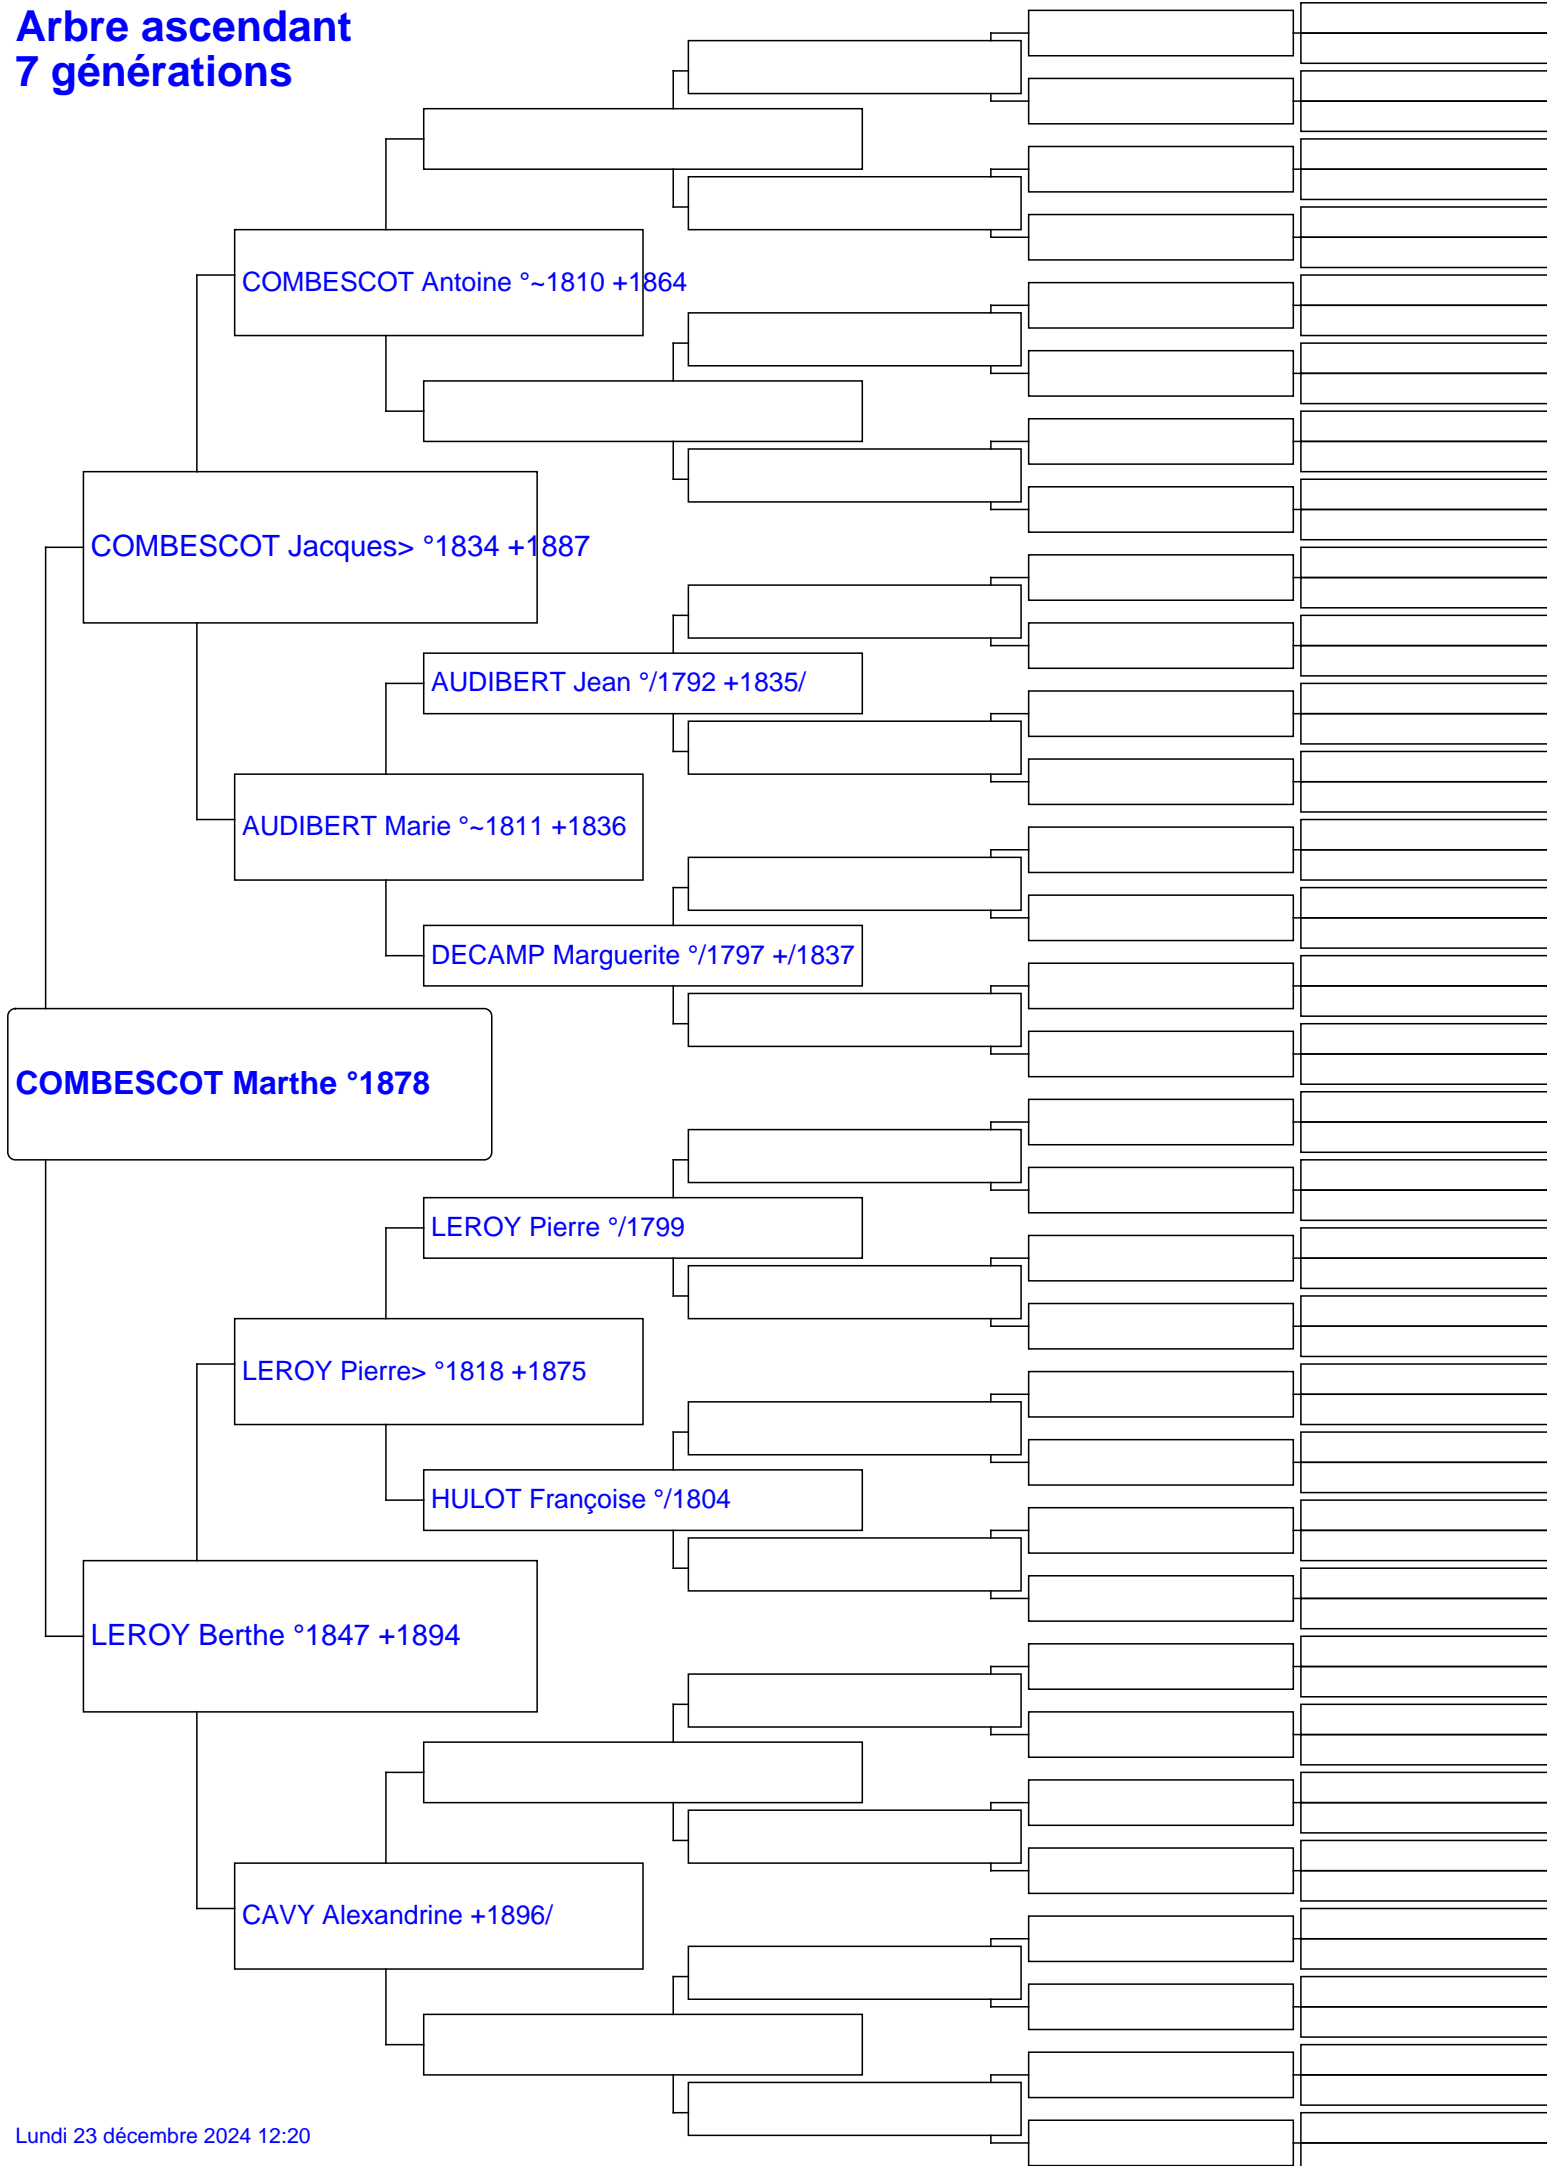 Arbre ascendant
7 générations
COMBESCOT Antoine °~1810 +1864
COMBESCOT Jacques> °1834 +1887
AUDIBERT Jean °/1792 +1835/
AUDIBERT Marie °~1811 +1836
DECAMP Marguerite °/1797 +/1837
COMBESCOT Marthe °1878
LEROY Pierre °/1799
LEROY Pierre> °1818 +1875
HULOT Françoise °/1804
LEROY Berthe °1847 +1894
CAVY Alexandrine +1896/
Lundi 23 décembre 2024 12:20